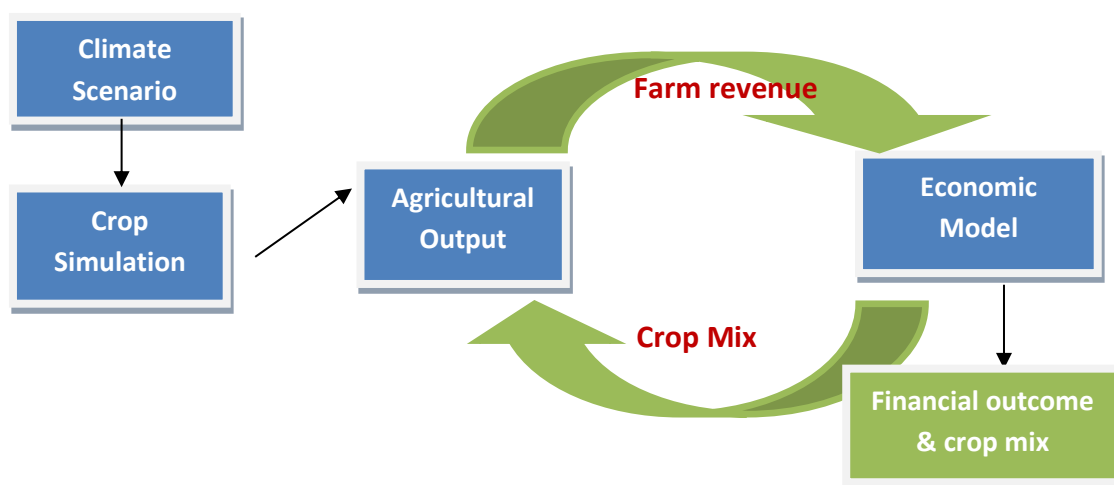 Climate
Scenario
Crop
Simulation
Agricultural
Output
Farm revenue
Economic
Model
Crop Mix
Financial outcome
& crop mix